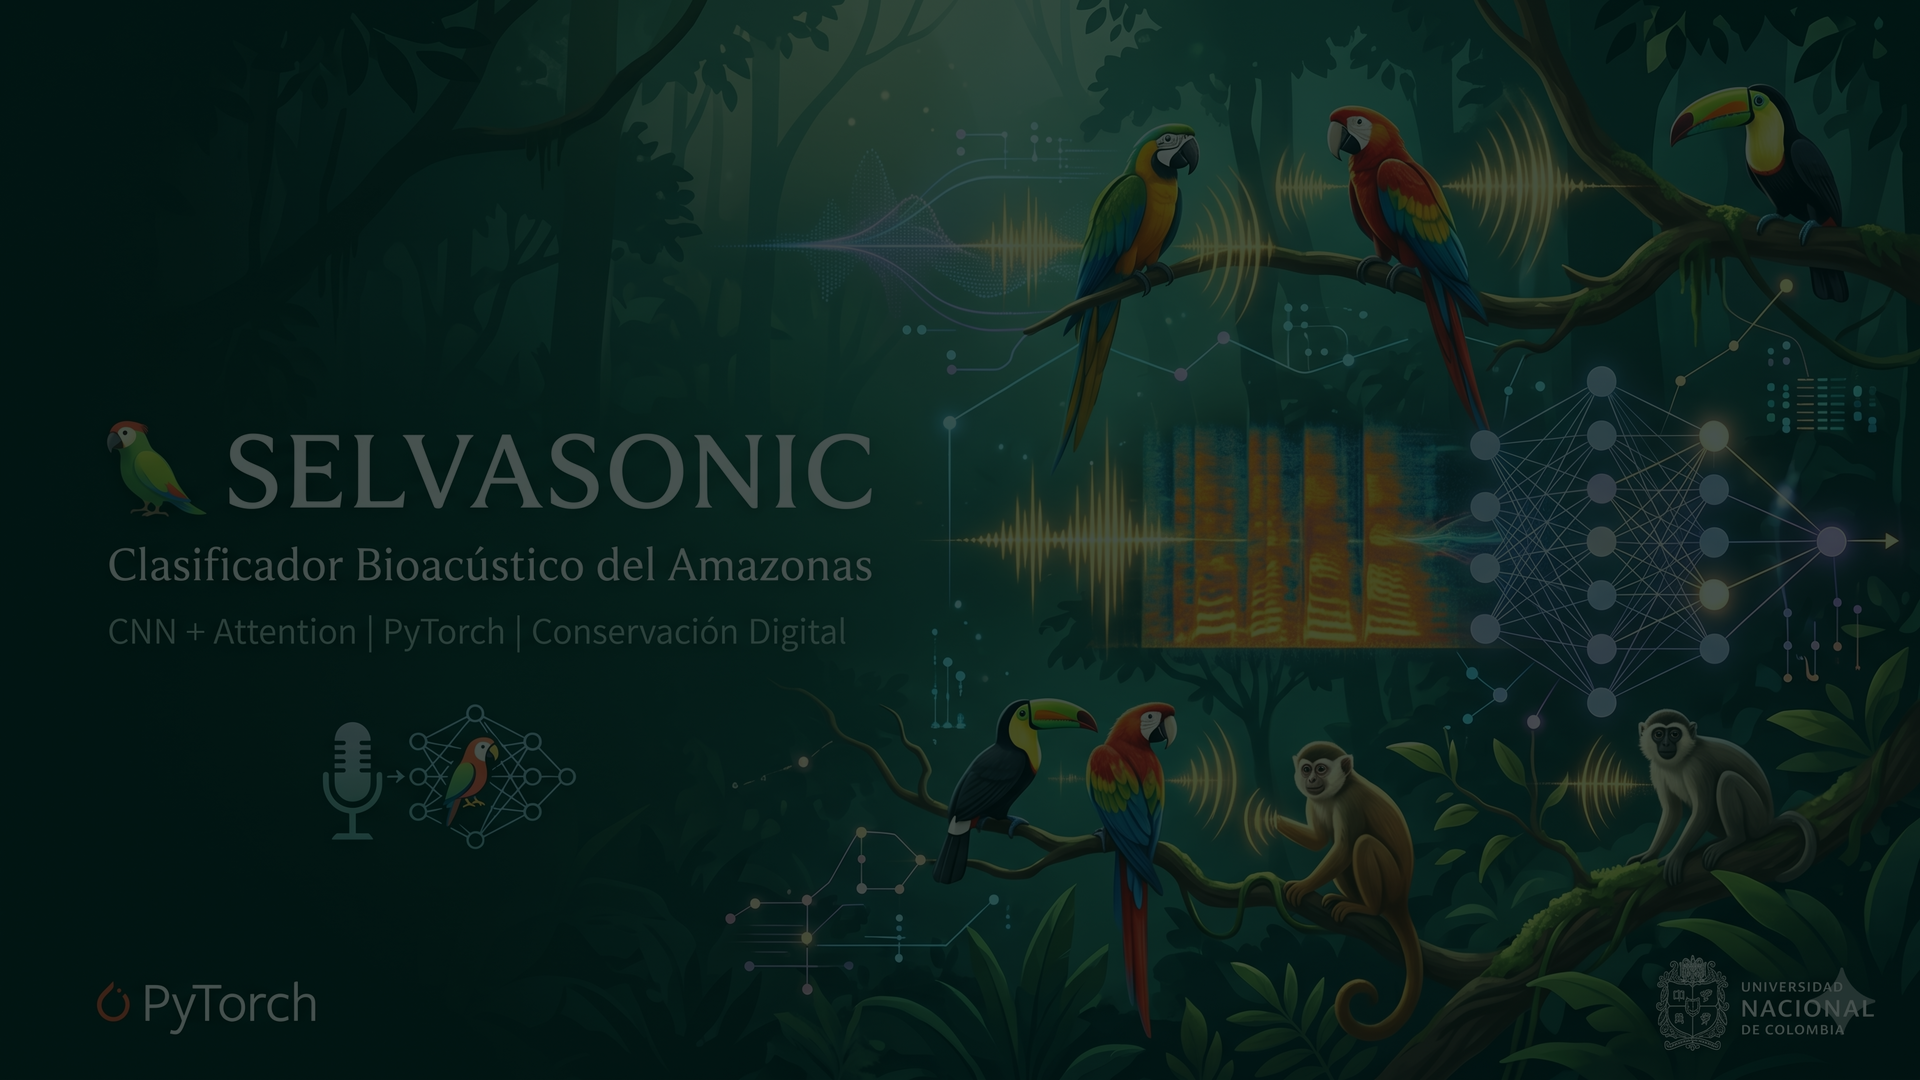 SELVASONIC
Clasificador Bioacústico del Amazonas
CNN + Attention | PyTorch | Conservación Digital
PyTorch
UNIVERSIDAD
NACIONAL
DE COLOMBIA